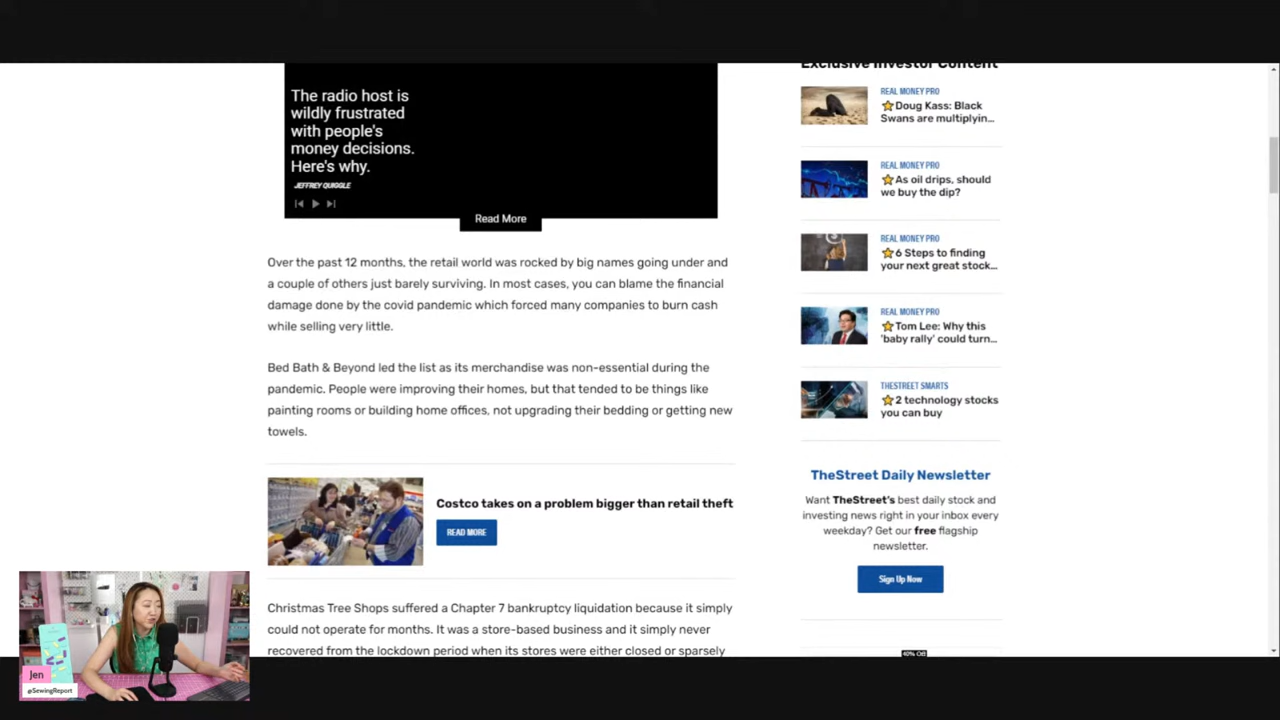 The radio host is
wildly frustrated
with people's
money decisions.
Here's why.
JEFFREY QUIGGLE
Read More
Over the past 12 months, the retail world was rocked by big names going under and
a couple of others just barely surviving. In most cases, you can blame the financial
damage done by the covid pandemic which forced many companies to burn cash
while selling very little.
Bed Bath & Beyond led the list as its merchandise was non-essential during the
pandemic. People were improving their homes, but that tended to be things like
painting rooms or building home offices, not upgrading their bedding or getting new
towels.
Costco takes on a problem bigger than retail theft
READ MORE
Christmas Tree Shops suffered a Chapter 7 bankruptcy liquidation because it simply
could not operate for months. It was a store-based business and it simply never
recovered from the lockdown period when its stores were either closed or sparsely
Exclusive Investor Content
REAL MONEY PRO
⭐Doug Kass: Black
Swans are multiplyin...
REAL MONEY PRO
⭐As oil drips, should
we buy the dip?
REAL MONEY PRO
⭐6 Steps to finding
your next great stock...
REAL MONEY PRO
⭐Tom Lee: Why this
'baby rally' could turn...
THESTREET SMARTS
⭐2 technology stocks
you can buy
TheStreet Daily Newsletter
Want TheStreet's best daily stock and
investing news right in your inbox every
weekday? Get our free flagship
newsletter.
Sign Up Now
40% Off
Jen
@SewingReport